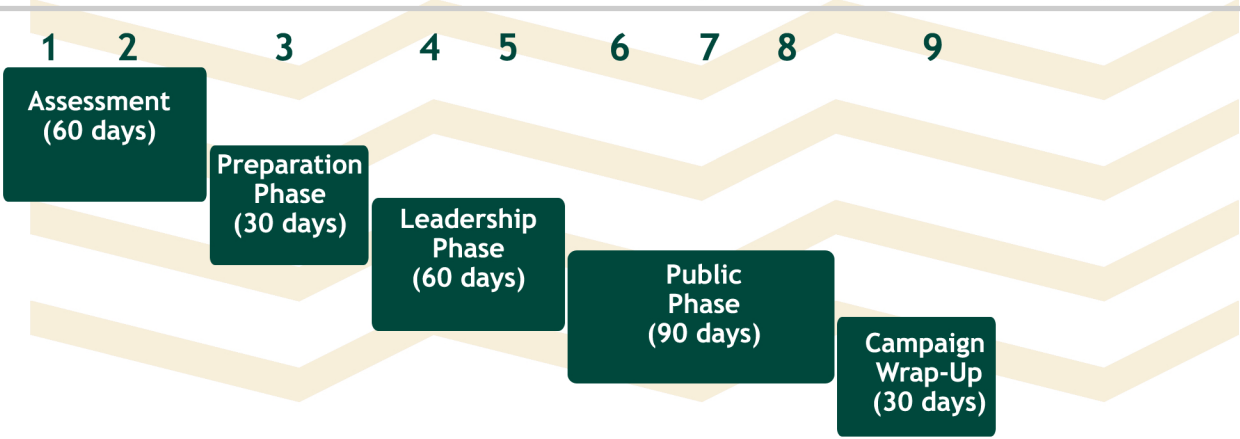 1 2 3 4 5 6 7 8 9
Assessment
(60 days)
Preparation
Phase
(30 days)
Leadership
Phase
(60 days)
Public
Phase
(90 days)
Campaign
Wrap-Up
(30 days)